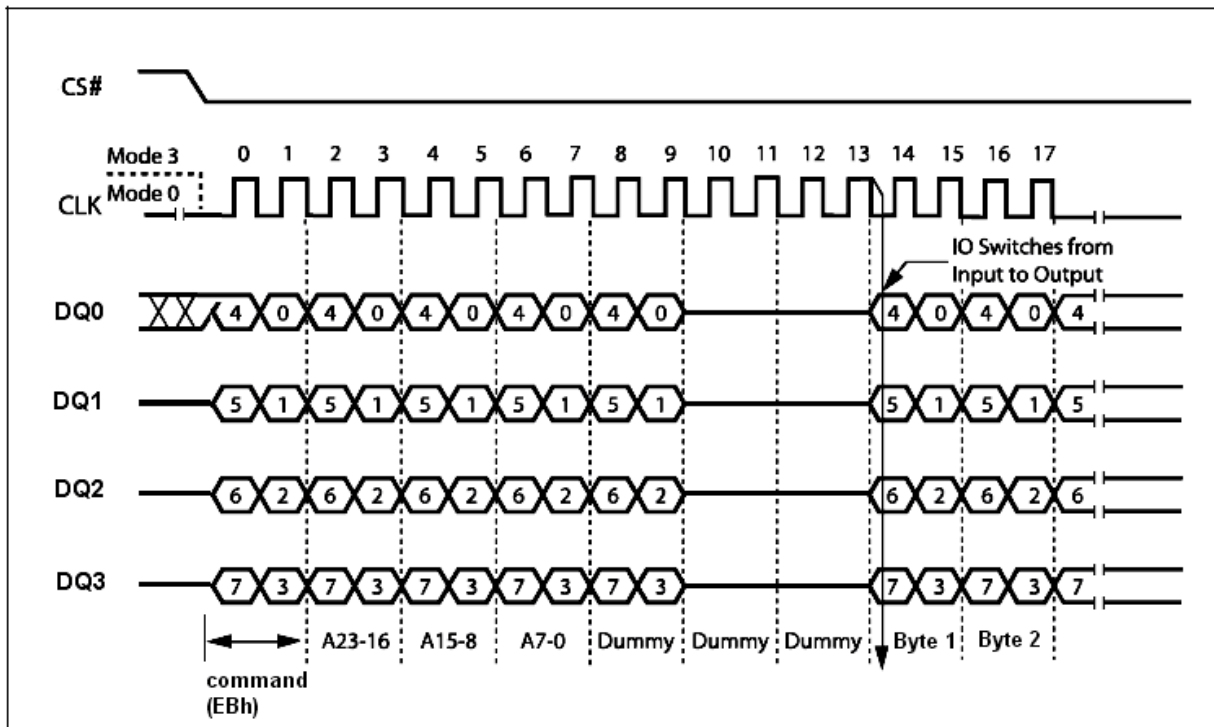 CS#
Mode 3
0 1 2 3 4 5 6 7 8 9 10 11 12 13 14 15 16 17
Mode 0
CLK
IO Switches from
Input to Output
DQ0
4 0 4 0 4 0 4 0 4 0 4 0 4 0 4
DQ1
5 1 5 1 5 1 5 1 5 1 5 1 5 1 5
DQ2
6 2 6 2 6 2 6 2 6 2 6 2 6 2 6
DQ3
7 3 7 3 7 3 7 3 7 3 7 3 7 3 7
A23-16 A15-8 A7-0 Dummy Dummy Dummy Byte 1 Byte 2
command
(EBh)